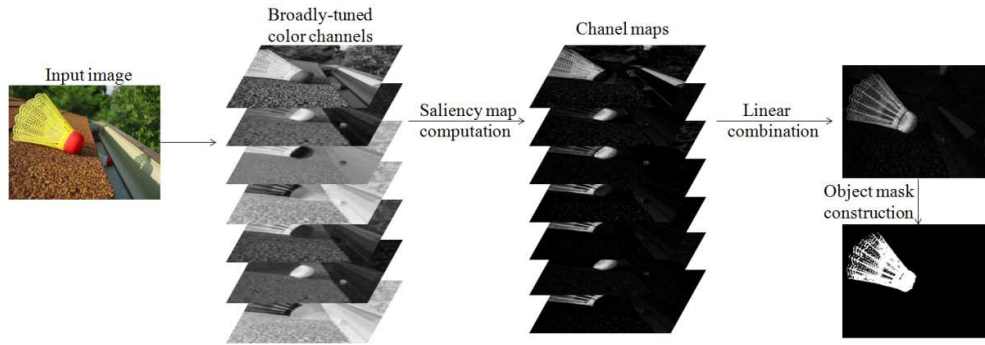 Broadly-tuned
color channels
Chanel maps
Input image
Saliency map
computation
Linear
combination
Object mask
construction